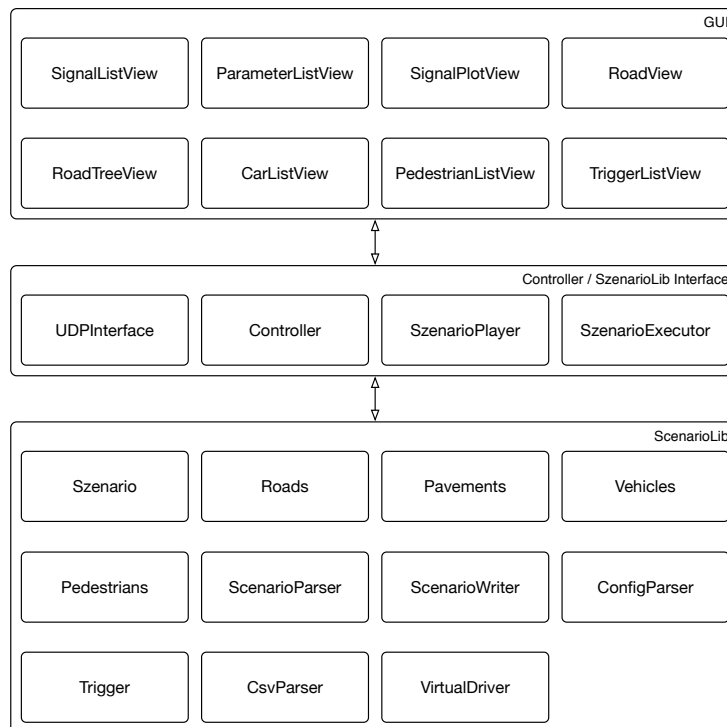 GUI
SignalListView
ParameterListView
SignalPlotView
RoadView
RoadTreeView
CarListView
PedestrianListView
TriggerListView
Controller / SzenarioLib Interface
UDPInterface
Controller
SzenarioPlayer
SzenarioExecutor
ScenarioLib
Szenario
Roads
Pavements
Vehicles
Pedestrians
ScenarioParser
ScenarioWriter
ConfigParser
Trigger
CsvParser
VirtualDriver